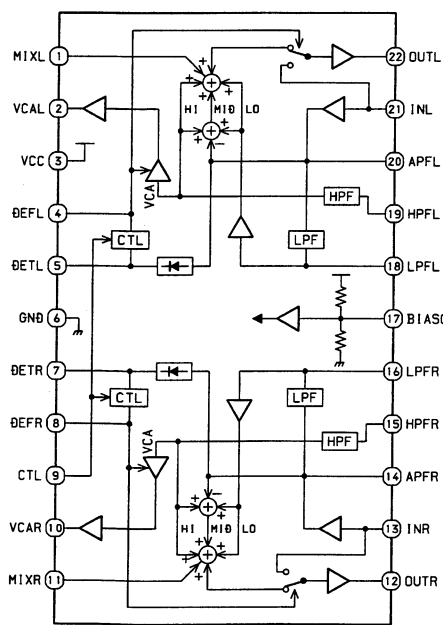 MIXL 1
VCAL 2
VCC 3
DEFL 4
DETL 5
GND 6
DETR 7
DEFR 8
CTL 9
VCAR 10
MIXR 11
22 OUTL
21 INL
20 APFL
19 HPFL
18 LPFL
17 BIASC
16 LPFR
15 HPFR
14 APFR
13 INR
12 OUTR
+
+
+
+
HI MID LO
+
+
-
VCA
HPF
CTL
LPF
CTL
LPF
VCA
HPF
-
+
+
HI MID LO
+
+
+
+